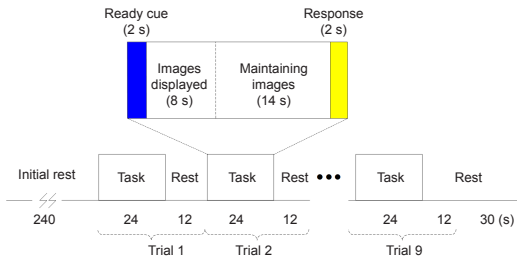 Ready cue
(2 s)
Response
(2 s)
Images
displayed
(8 s)
Maintaining
images
(14 s)
Initial rest
Task
Rest
Task
Rest
•••
Task
Rest
240
24
12
24
12
24
12
30 (s)
Trial 1
Trial 2
Trial 9